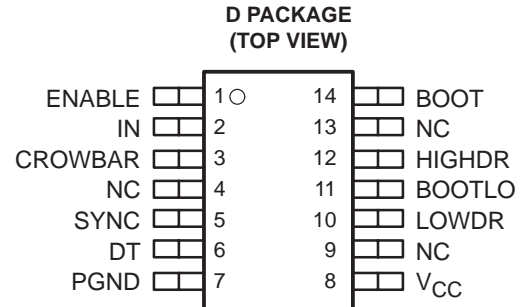 D PACKAGE
(TOP VIEW)
ENABLE 1 14 BOOT
IN 2 13 NC
CROWBAR 3 12 HIGHDR
NC 4 11 BOOTLO
SYNC 5 10 LOWDR
DT 6 9 NC
PGND 7 8 VCC